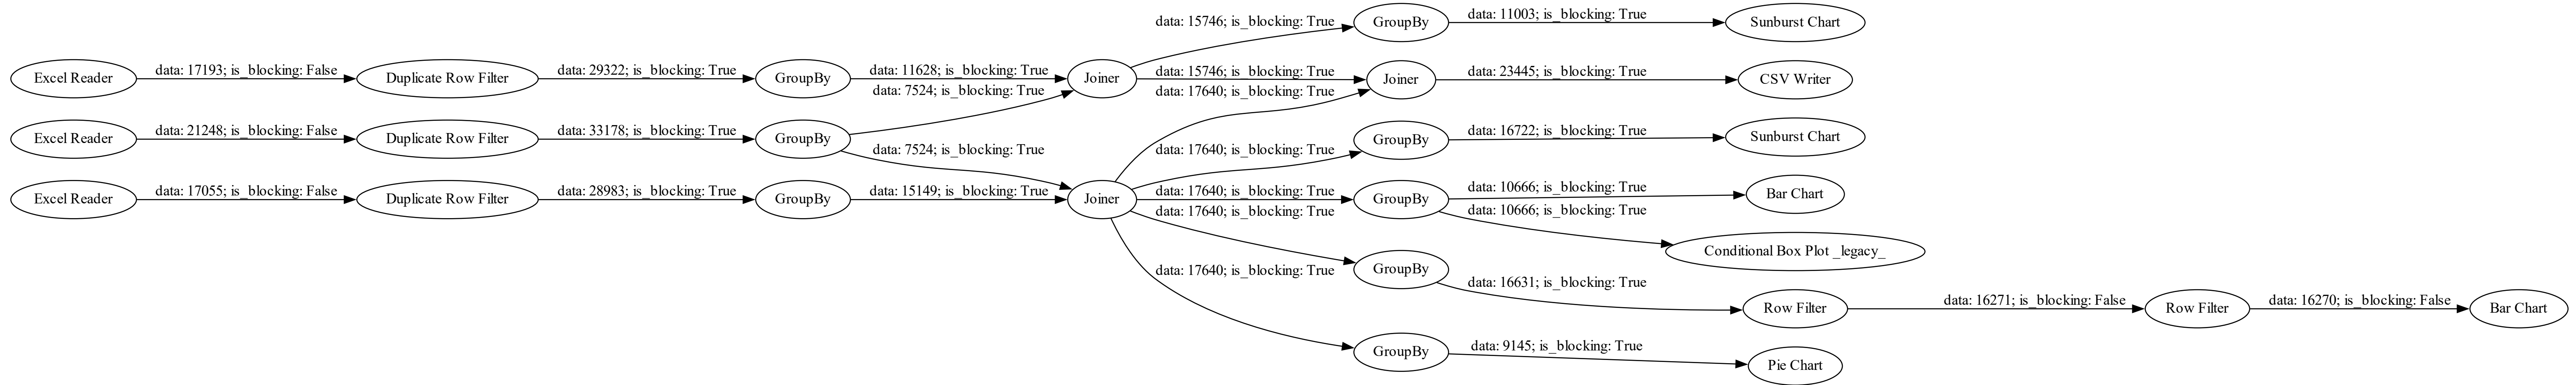 data: 15746; is_blocking: True
GroupBy
data: 11003; is_blocking: True
Sunburst Chart
Excel Reader
data: 17193; is_blocking: False
Duplicate Row Filter
data: 29322; is_blocking: True
GroupBy
data: 11628; is_blocking: True
Joiner
data: 15746; is_blocking: True
Joiner
data: 23445; is_blocking: True
CSV Writer
data: 7524; is_blocking: True
data: 17640; is_blocking: True
Excel Reader
data: 21248; is_blocking: False
Duplicate Row Filter
data: 33178; is_blocking: True
GroupBy
data: 7524; is_blocking: True
data: 17640; is_blocking: True
GroupBy
data: 16722; is_blocking: True
Sunburst Chart
Excel Reader
data: 17055; is_blocking: False
Duplicate Row Filter
data: 28983; is_blocking: True
GroupBy
data: 15149; is_blocking: True
Joiner
data: 17640; is_blocking: True
GroupBy
data: 10666; is_blocking: True
Bar Chart
data: 17640; is_blocking: True
data: 10666; is_blocking: True
Conditional Box Plot _legacy_
GroupBy
data: 17640; is_blocking: True
data: 16631; is_blocking: True
Row Filter
data: 16271; is_blocking: False
Row Filter
data: 16270; is_blocking: False
Bar Chart
GroupBy
data: 9145; is_blocking: True
Pie Chart